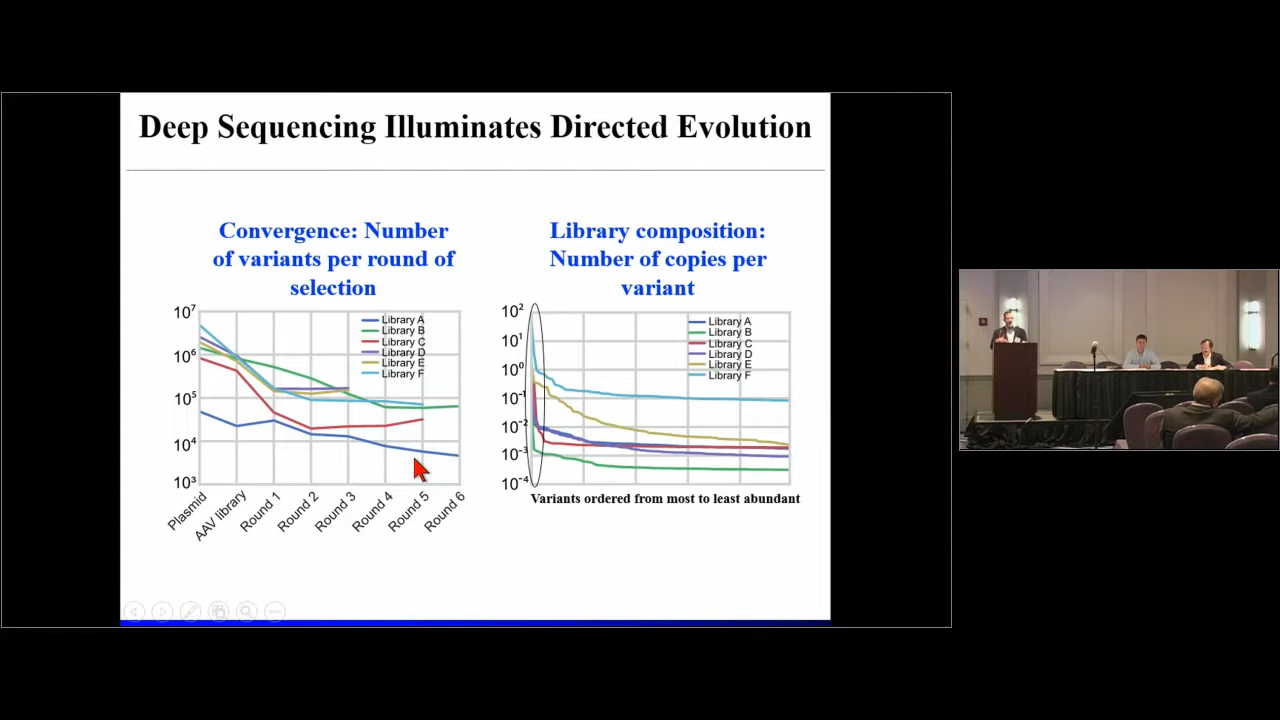 Deep Sequencing Illuminates Directed Evolution
Convergence: Number
of variants per round of
selection
10⁷
10⁶
10⁵
10⁴
10³
Library A
Library B
Library C
Library D
Library E
Library F
Plasmid
AAV library
Round 1
Round 2
Round 3
Round 4
Round 5
Round 6
Library composition:
Number of copies per
variant
10²
10¹
10⁰
10⁻¹
10⁻²
10⁻³
10⁻⁴
Library A
Library B
Library C
Library D
Library E
Library F
Variants ordered from most to least abundant